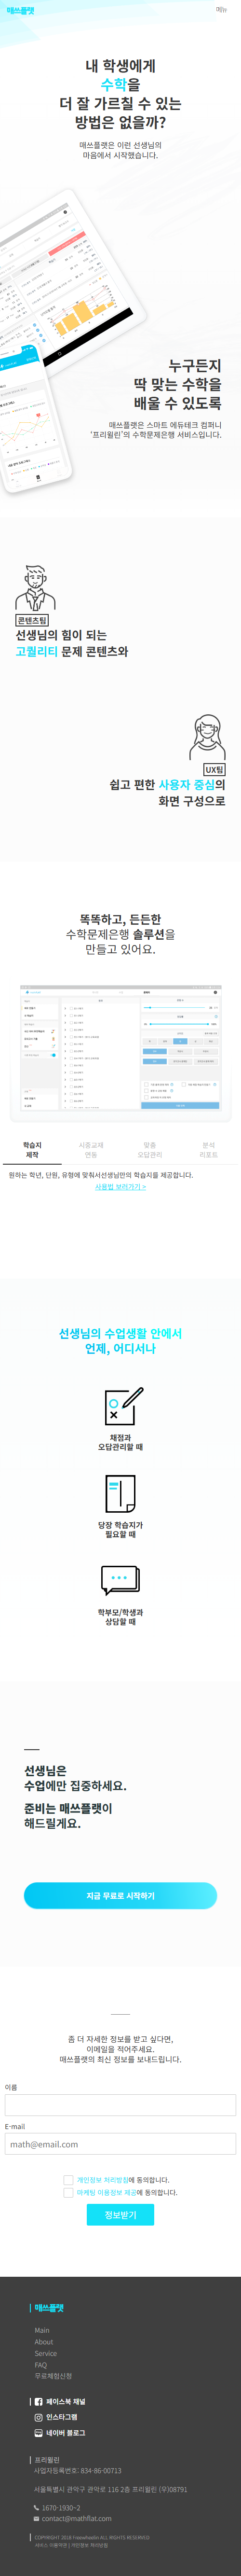 매쓰플랫
메뉴
내 학생에게
수학을
더 잘 가르칠 수 있는
방법은 없을까?
매쓰플랫은 이런 선생님의
마음에서 시작했습니다.
누구든지
딱 맞는 수학을
배울 수 있도록
매쓰플랫은 스마트 에듀테크 컴퍼니
‘프리윌린’의 수학문제은행 서비스입니다.
콘텐츠팀
선생님의 힘이 되는
고퀄리티 문제 콘텐츠와
UX팀
쉽고 편한 사용자 중심의
화면 구성으로
똑똑하고, 든든한
수학문제은행 솔루션을
만들고 있어요.
학습지
제작
시중교재
연동
맞춤
오답관리
분석
리포트
원하는 학년, 단원, 유형에 맞춰서선생님만의 학습지를 제공합니다.
사용법 보러가기 >
선생님의 수업생활 안에서
언제, 어디서나
채점과
오답관리할 때
당장 학습지가
필요할 때
학부모/학생과
상담할 때
선생님은
수업에만 집중하세요.
준비는 매쓰플랫이
해드릴게요.
지금 무료로 시작하기
좀 더 자세한 정보를 받고 싶다면,
이메일을 적어주세요.
매쓰플랫의 최신 정보를 보내드립니다.
이름
E-mail
math@email.com
개인정보 처리방침에 동의합니다.
마케팅 이용정보 제공에 동의합니다.
정보받기
매쓰플랫
Main
About
Service
FAQ
무료체험신청
페이스북 채널
인스타그램
네이버 블로그
프리윌린
사업자등록번호: 834-86-00713
서울특별시 관악구 관악로 116 2층 프리윌린 (우)08791
1670-1930~2
contact@mathflat.com
COPYRIGHT 2018 freewheelin ALL RIGHTS RESERVED.
서비스 이용약관 | 개인정보 처리방침